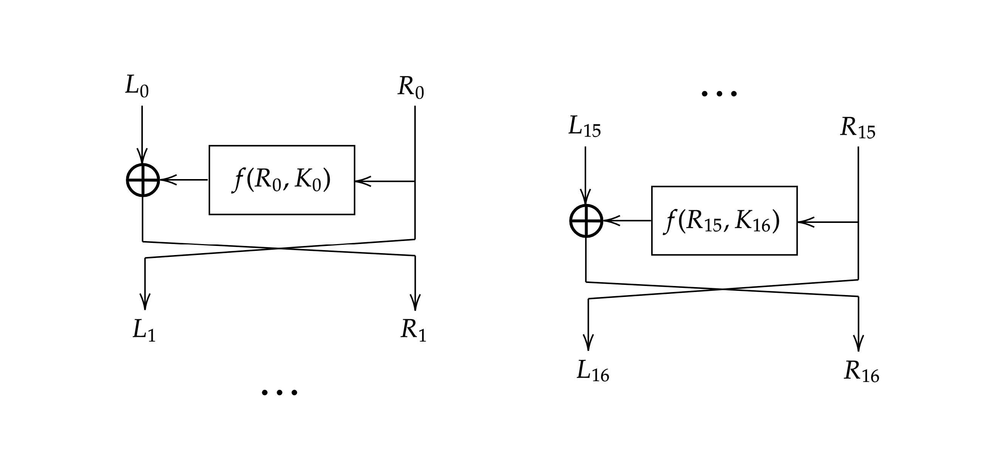 L₀
R₀
f(R₀, K₀)
L₁
R₁
...
...
L₁₅
R₁₅
f(R₁₅, K₁₆)
L₁₆
R₁₆